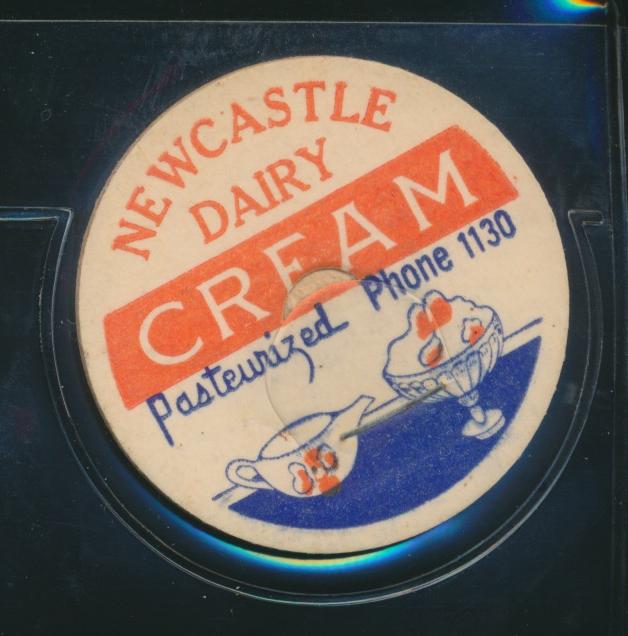 NEWCASTLE
DAIRY
CREAM
Pasteurized Phone 1130